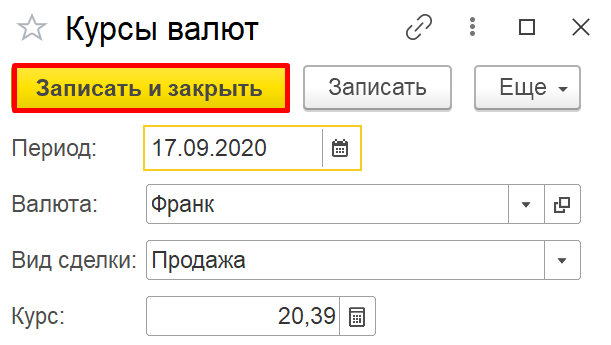 Курсы валют
Записать и закрыть Записать Еще
Период: 17.09.2020
Валюта: Франк
Вид сделки: Продажа
Курс: 20,39